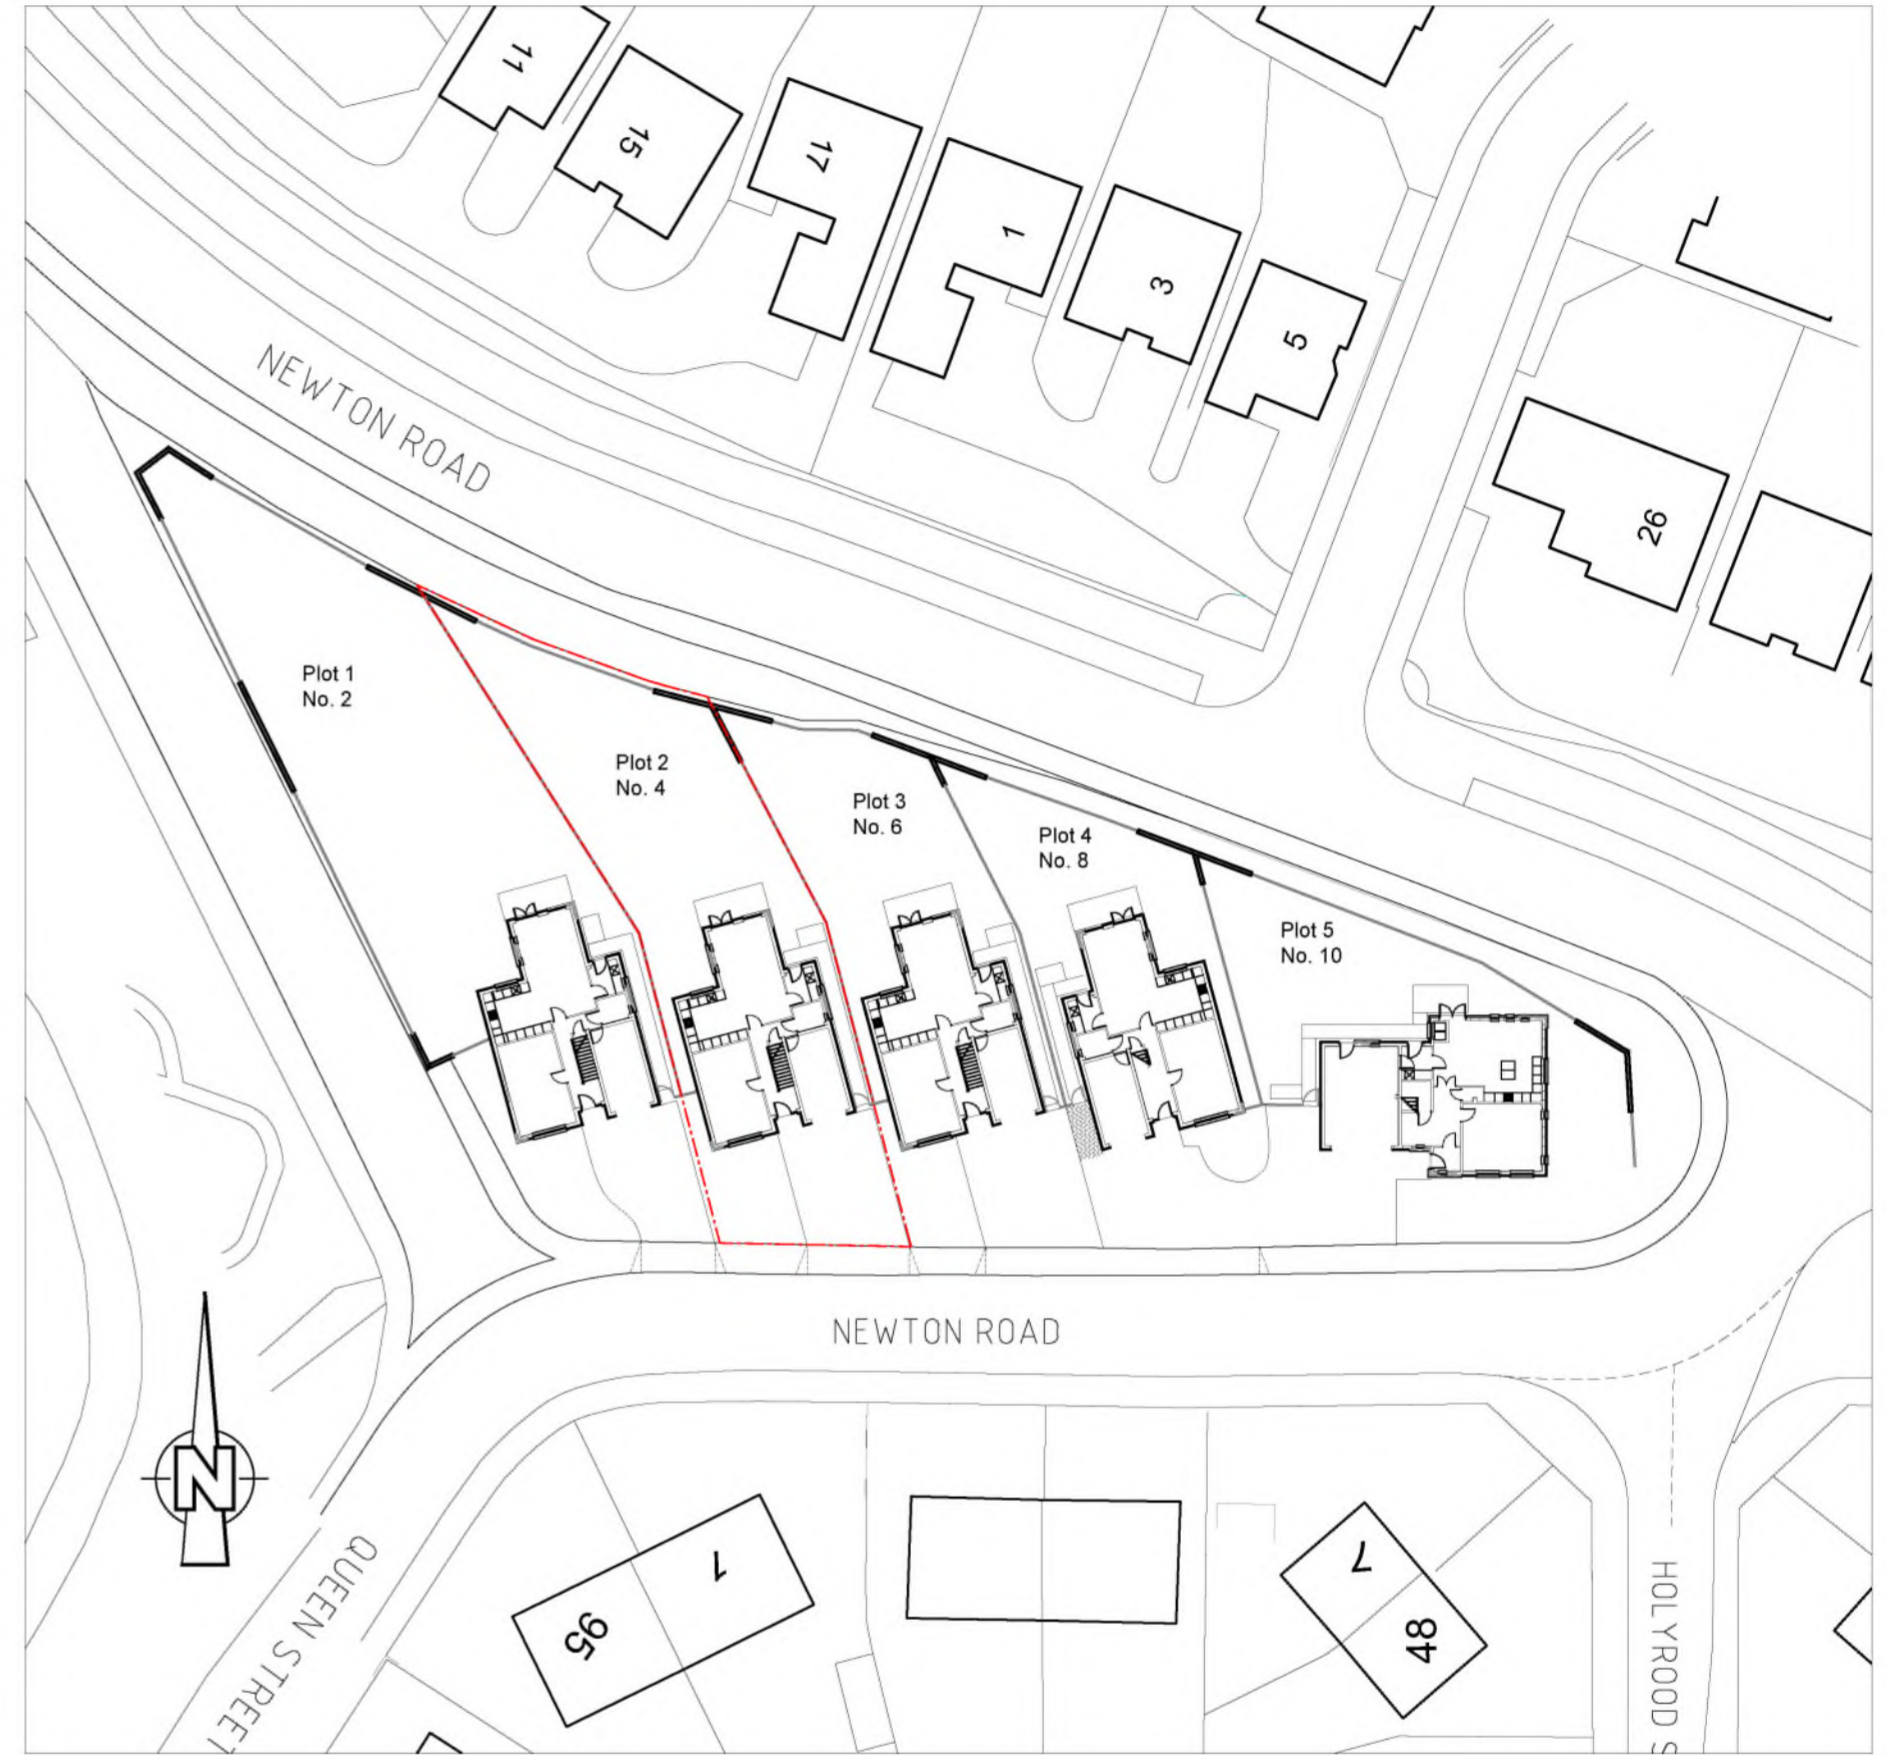 11
15
17
1
3
5
26
NEWTON ROAD
Plot 1
No. 2
Plot 2
No. 4
Plot 3
No. 6
Plot 4
No. 8
Plot 5
No. 10
NEWTON ROAD
N
QUEEN STREET
1
95
7
48
HOLYROOD S